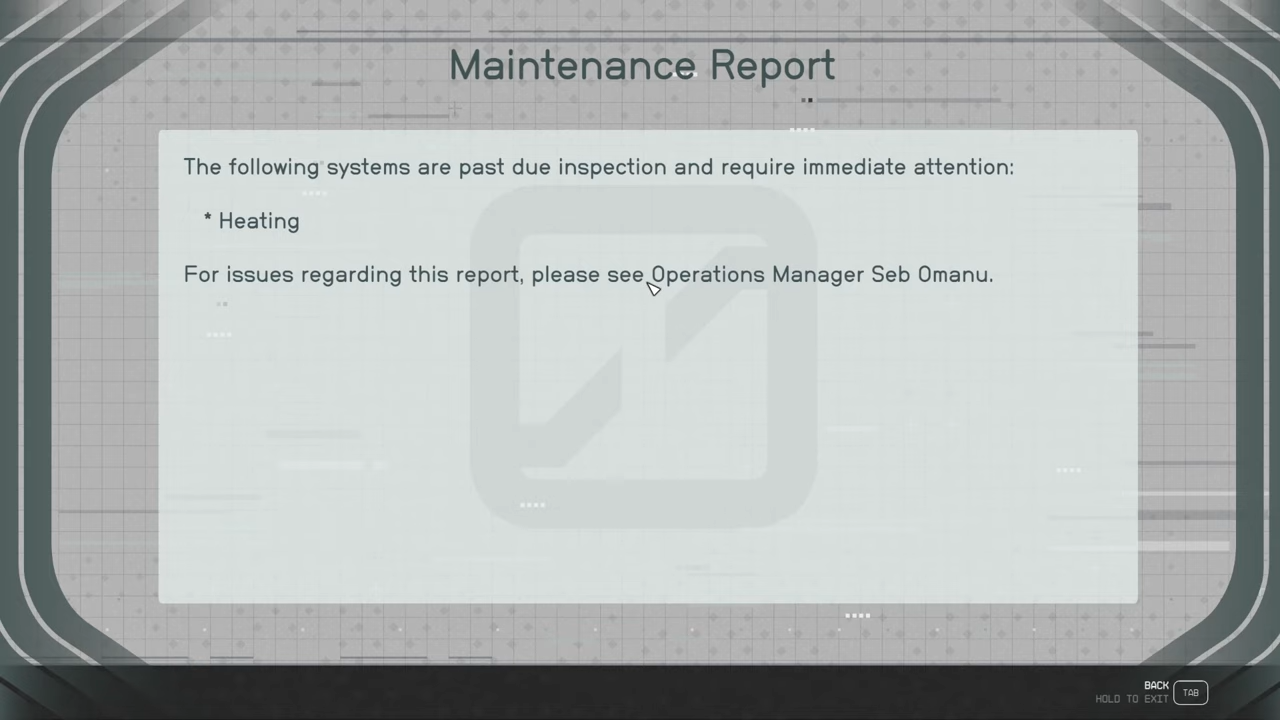 Maintenance Report
The following systems are past due inspection and require immediate attention:
* Heating
For issues regarding this report, please see Operations Manager Seb Omanu.
BACK
HOLD TO EXIT
TAB